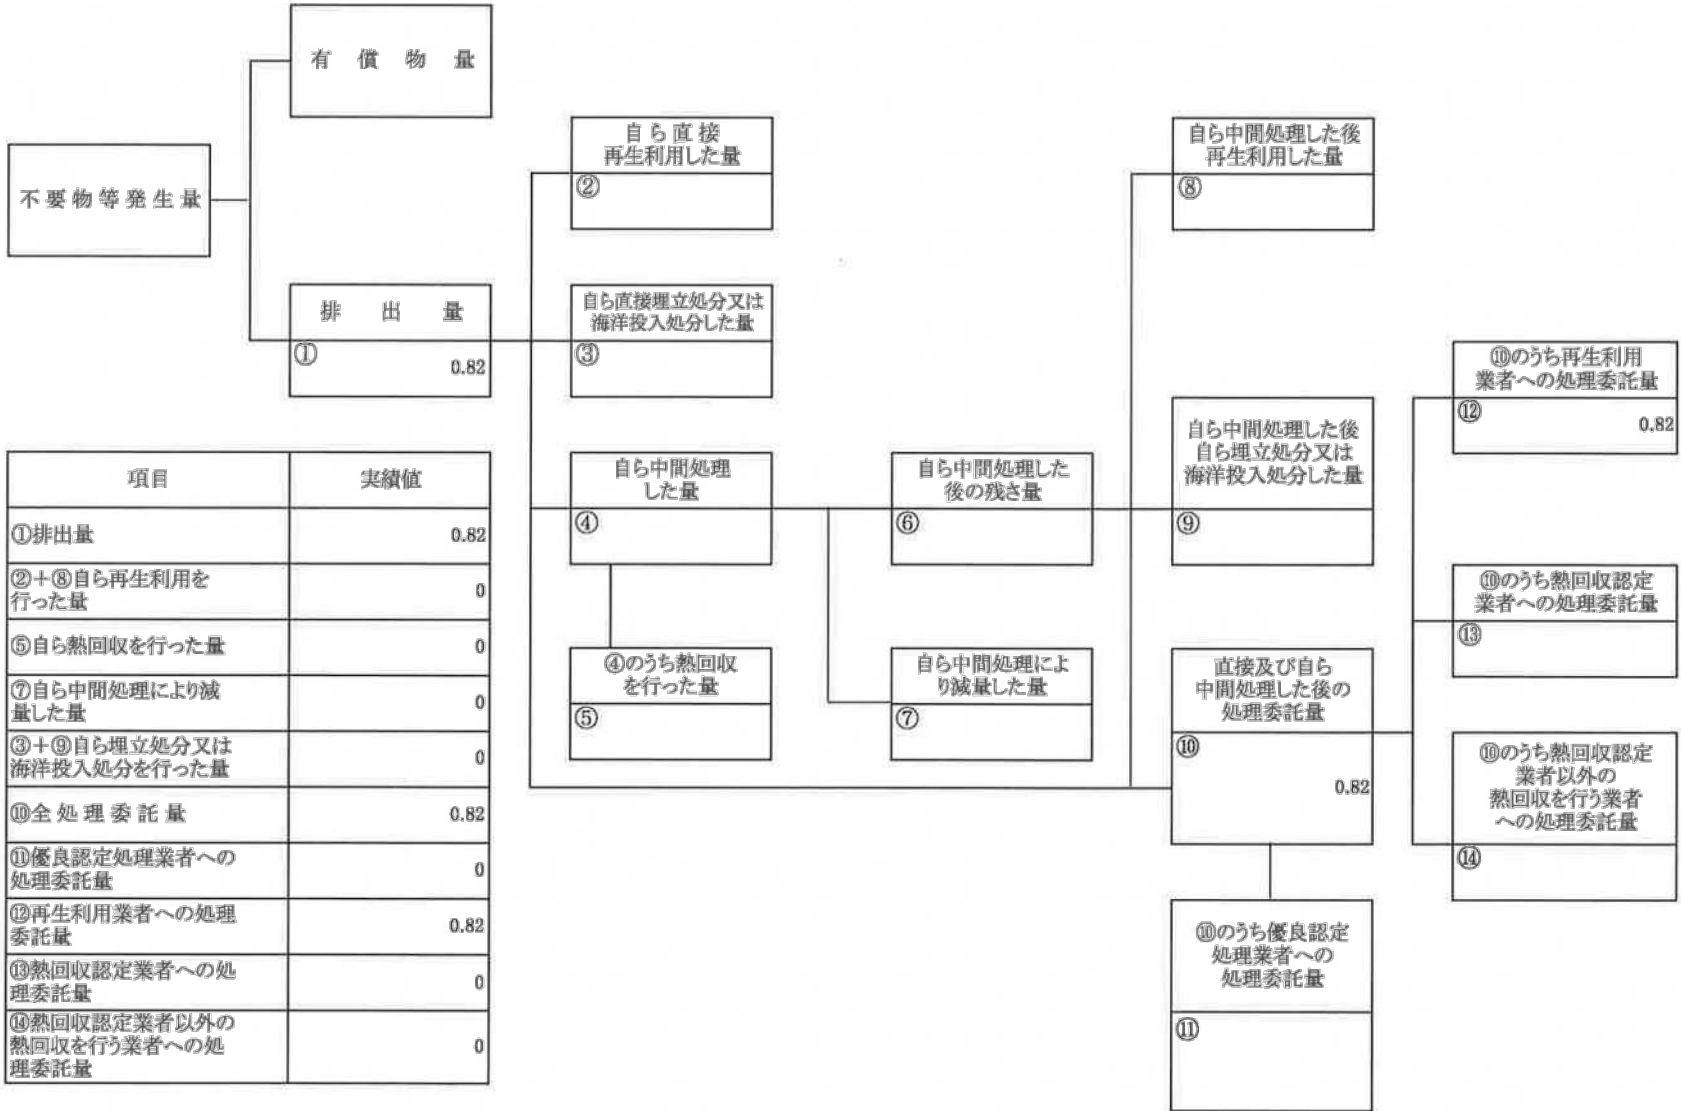 有償物量
不要物等発生量
排出量
①
0.82
自ら直接
再生利用した量
②
自ら直接埋立処分又は
海洋投入処分した量
③
自ら中間処理
した量
④
④のうち熱回収
を行った量
⑤
自ら中間処理した
後の残さ量
⑥
自ら中間処理によ
り減量した量
⑦
自ら中間処理した後
再生利用した量
⑧
自ら中間処理した後
自ら埋立処分又は
海洋投入処分した量
⑨
直接及び自ら
中間処理した後の
処理委託量
⑩
0.82
⑩のうち優良認定
処理業者への
処理委託量
⑪
⑩のうち再生利用
業者への処理委託量
⑫
0.82
⑩のうち熱回収認定
業者への処理委託量
⑬
⑩のうち熱回収認定
業者以外の
熱回収を行う業者
への処理委託量
⑭
項目 実績値
①排出量 0.82
②+⑧自ら再生利用を
行った量 0
⑤自ら熱回収を行った量 0
⑦自ら中間処理により減
量した量 0
③+⑨自ら埋立処分又は
海洋投入処分を行った量 0
⑩全処理委託量 0.82
⑪優良認定処理業者への
処理委託量 0
⑫再生利用業者への処理
委託量 0.82
⑬熱回収認定業者への処
理委託量 0
⑭熱回収認定業者以外の
熱回収を行う業者への処
理委託量 0